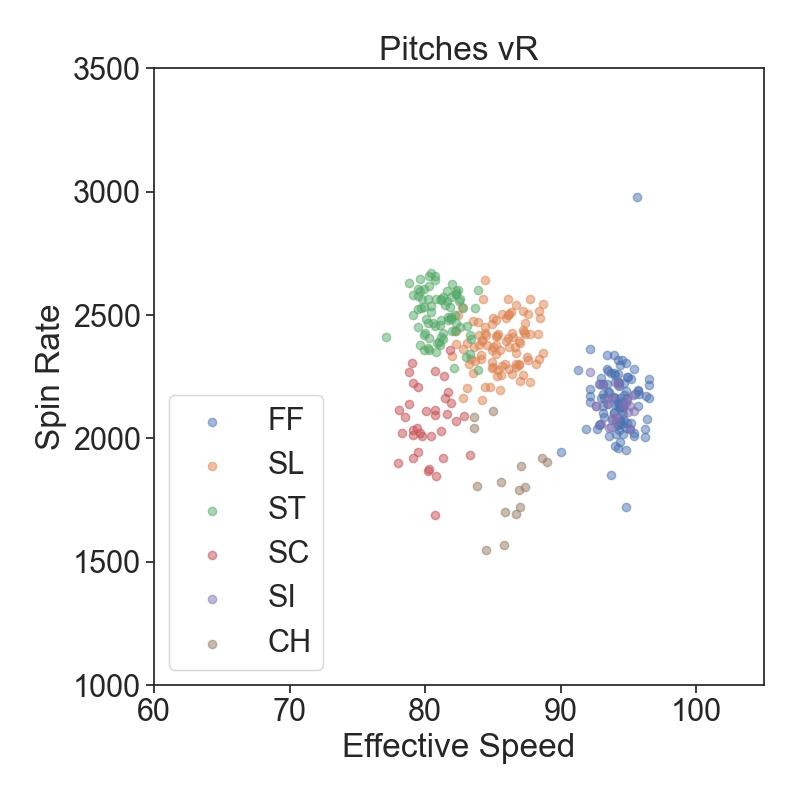 Pitches vR
3500
3000
2500
2000
1500
1000
Spin Rate
FF
SL
ST
SC
SI
CH
60 70 80 90 100
Effective Speed